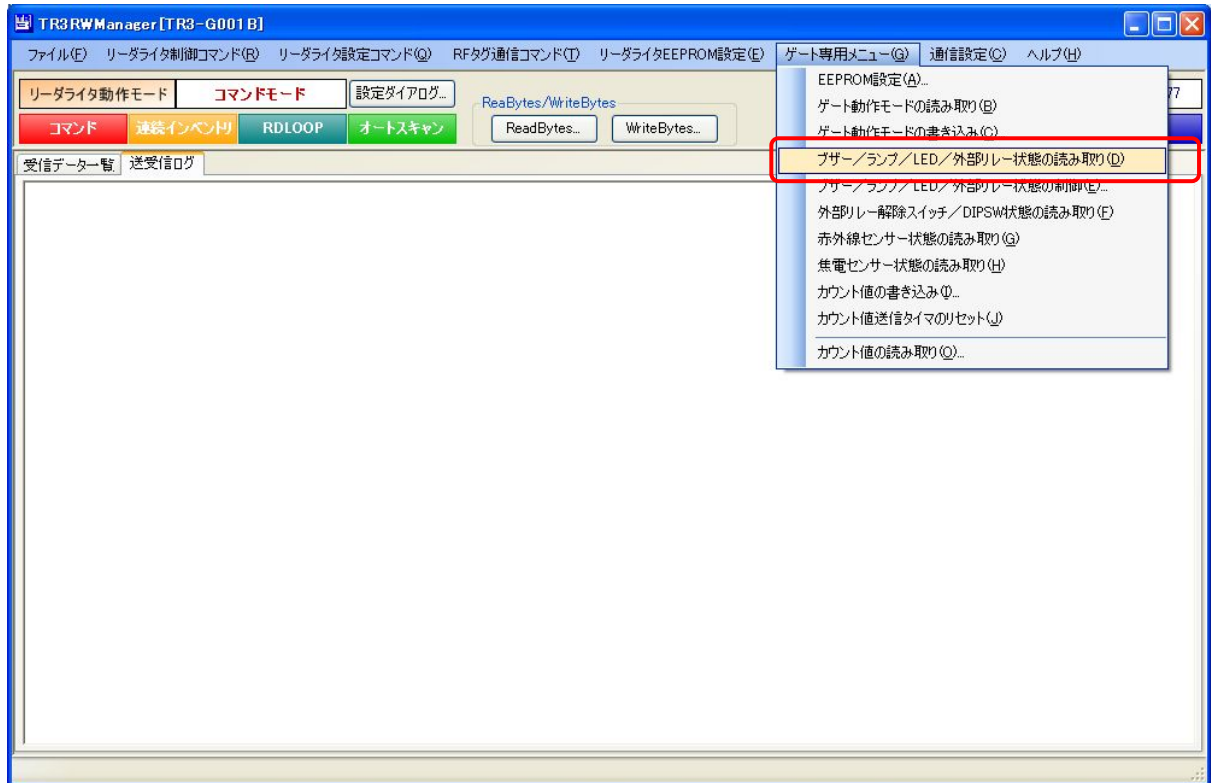 TR3RWManager[TR3-G001B]
ファイル(F) リーダライタ制御コマンド(R) リーダライタ設定コマンド(Q) RFタグ通信コマンド(T) リーダライタEEPROM設定(E) ゲート専用メニュー(G) 通信設定(C) ヘルプ(H)
リーダライタ動作モード コマンドモード 設定ダイアログ... ReaBytes/WriteBytes 77
コマンド 連続インベントリ RDLOOP オートスキャン ReadBytes... WriteBytes...
受信データ一覧 送受信ログ
EEPROM設定(A)...
ゲート動作モードの読み取り(B)
ゲート動作モードの書き込み(C)
ブザー/ランプ/LED/外部リレー状態の読み取り(D)
ブザー/ランプ/LED/外部リレー状態の制御(E)...
外部リレー解除スイッチ/DIPSW状態の読み取り(F)
赤外線センサー状態の読み取り(G)
焦電センサー状態の読み取り(H)
カウント値の書き込み(I)...
カウント値送信タイマのリセット(J)
カウント値の読み取り(O)...